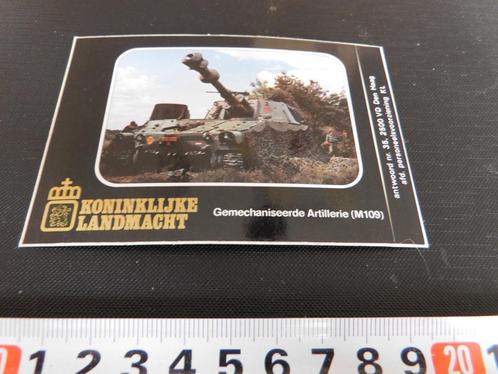 KONINKLIJKE
LANDMACHT
Gemechaniseerde Artillerie (M109)
antwoord nr. 35, 2500 VD Den Haag
afd. personeelsvoorziening KL
1 2 3 4 5 6 7 8 9 20 1